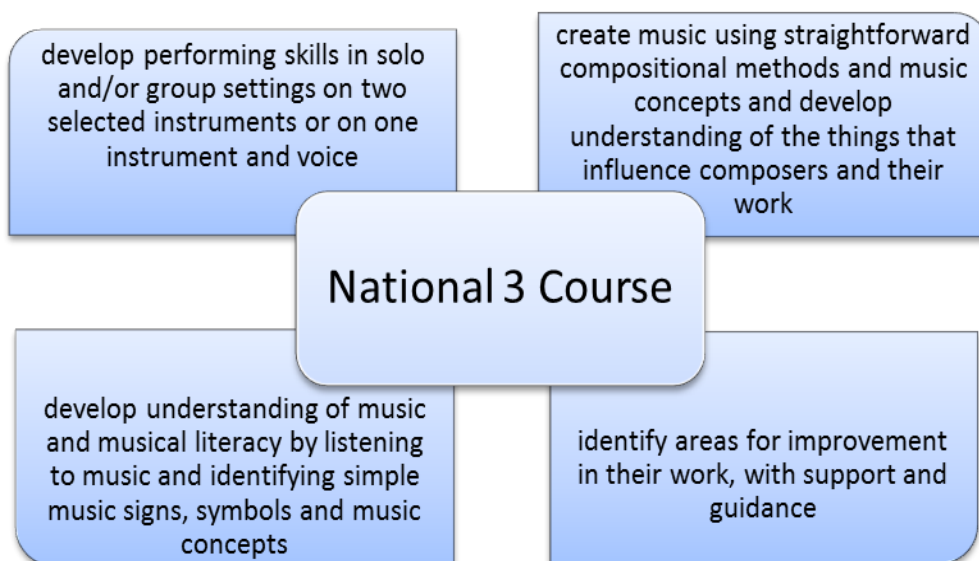 develop performing skills in solo
and/or group settings on two
selected instruments or on one
instrument and voice
create music using straightforward
compositional methods and music
concepts and develop
understanding of the things that
influence composers and their
work
National 3 Course
develop understanding of music
and musical literacy by listening
to music and identifying simple
music signs, symbols and music
concepts
identify areas for improvement
in their work, with support and
guidance